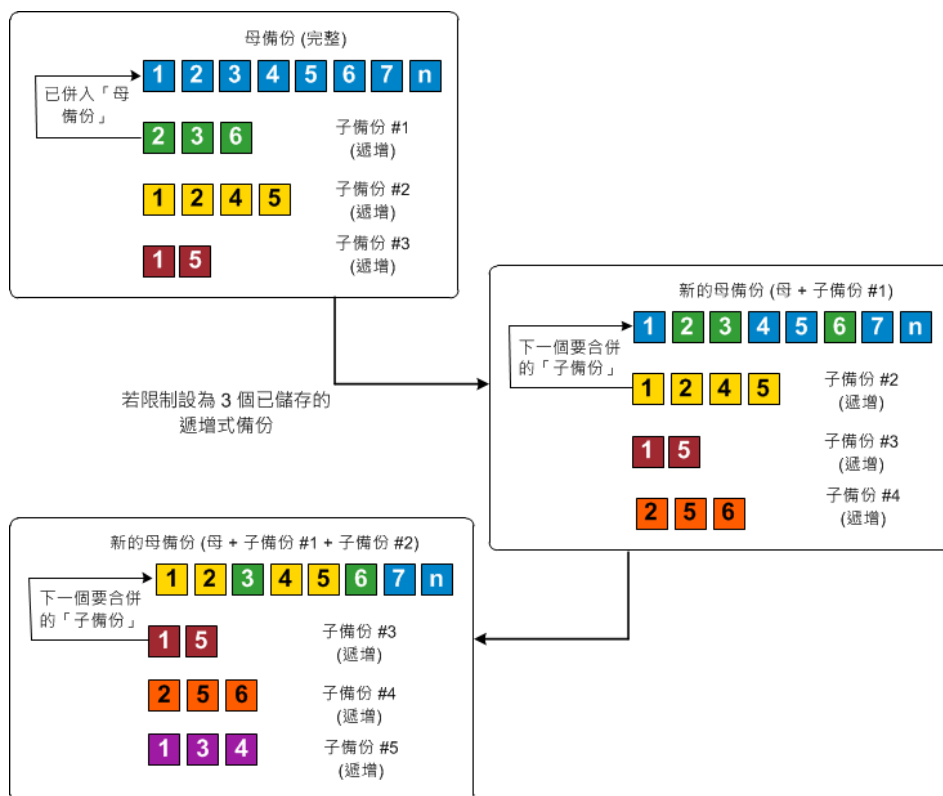 母備份 (完整)
1 2 3 4 5 6 7 n
已併入「母
備份」
2 3 6
子備份 #1
(遞增)
1 2 4 5
子備份 #2
(遞增)
1 5
子備份 #3
(遞增)
若限制設為 3 個已儲存的
遞增式備份
新的母備份 (母 + 子備份 #1)
1 2 3 4 5 6 7 n
下一個要合併
的「子備份」
1 2 4 5
子備份 #2
(遞增)
1 5
子備份 #3
(遞增)
2 5 6
子備份 #4
(遞增)
新的母備份 (母 + 子備份 #1 + 子備份 #2)
1 2 3 4 5 6 7 n
下一個要合併
的「子備份」
1 5
子備份 #3
(遞增)
2 5 6
子備份 #4
(遞增)
1 3 4
子備份 #5
(遞增)